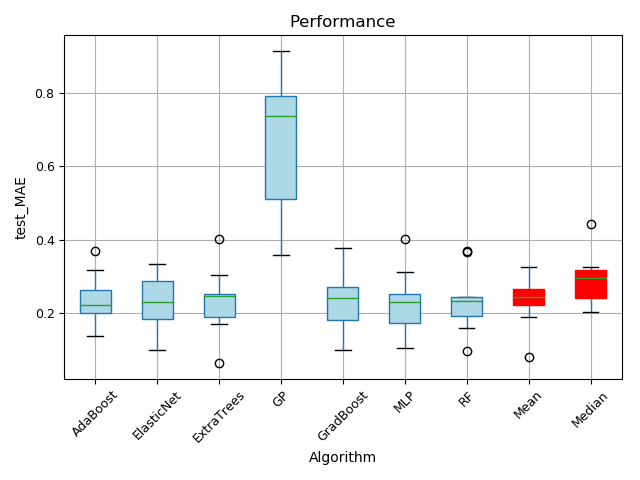 Performance
test_MAE
0.8
0.6
0.4
0.2
AdaBoost
ElasticNet
ExtraTrees
GP
GradBoost
MLP
RF
Mean
Median
Algorithm